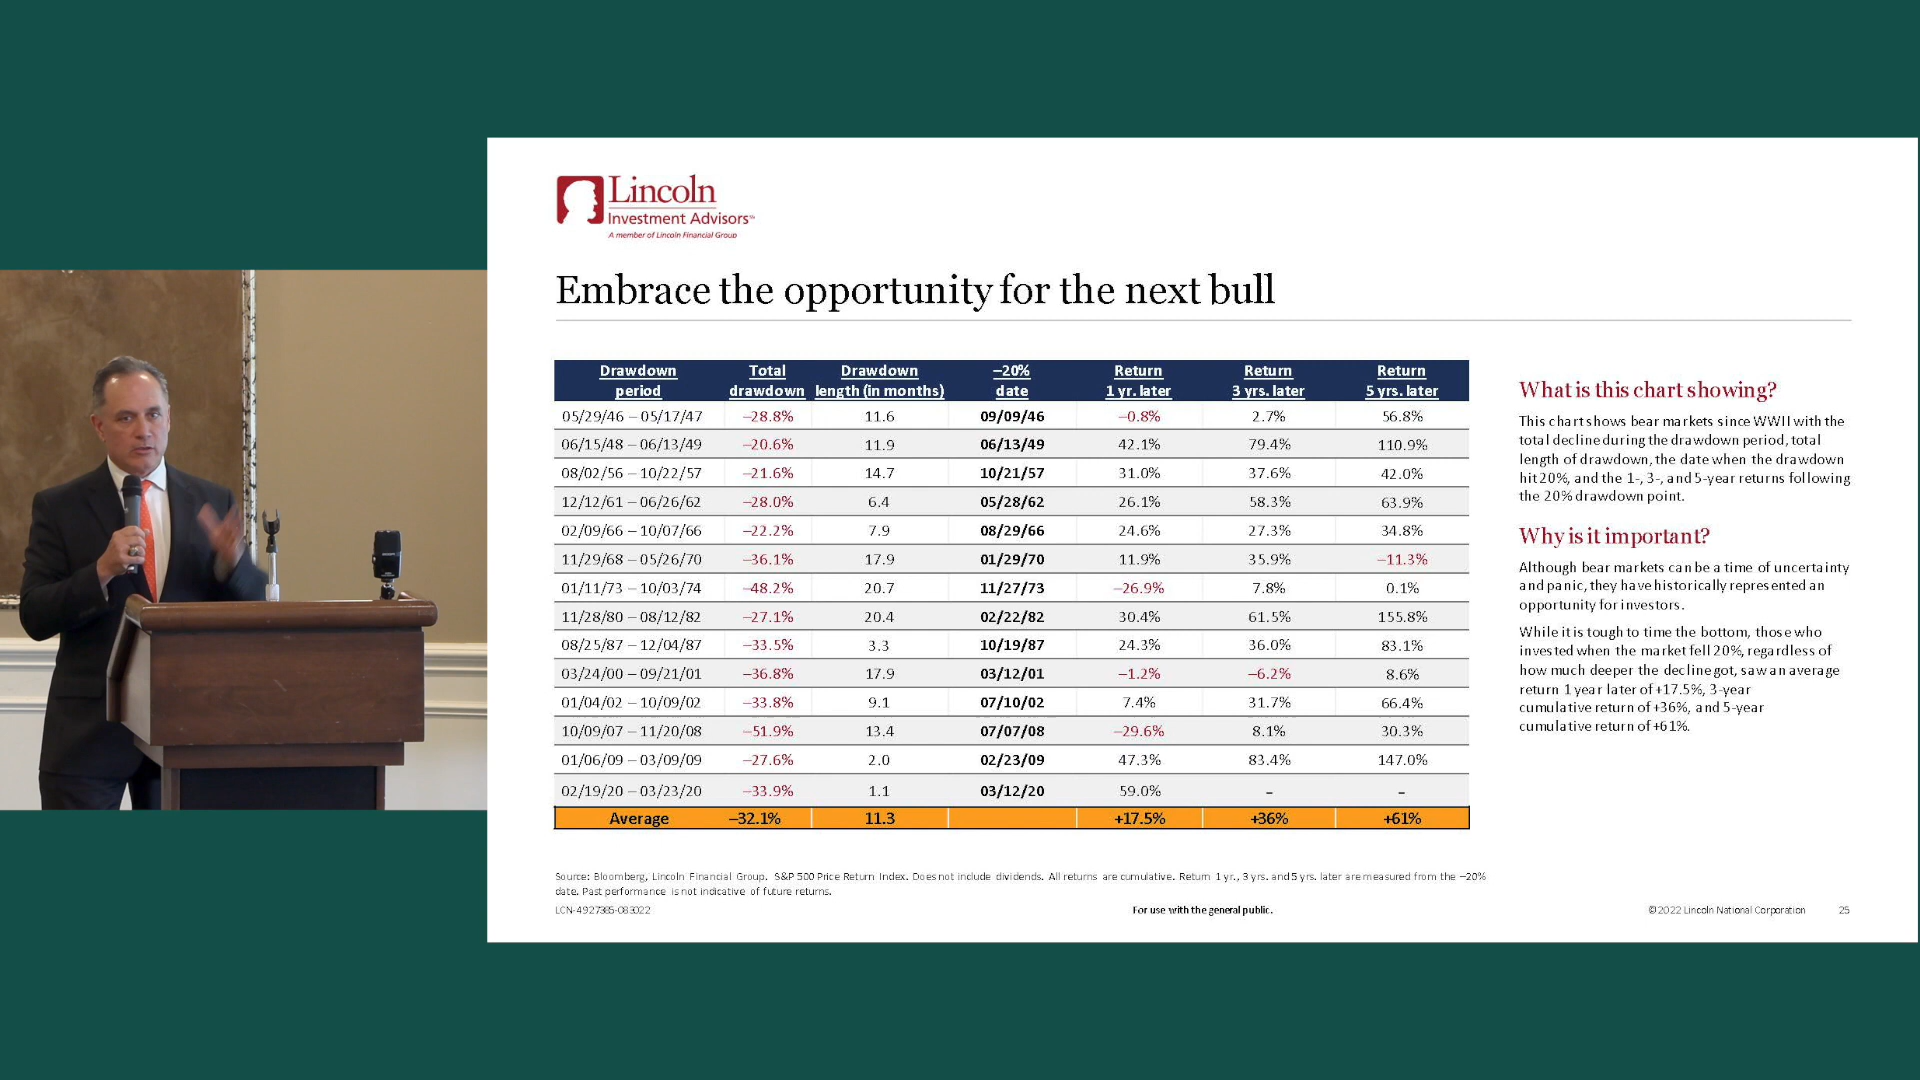 Lincoln
Investment Advisors℠
A member of Lincoln Financial Group
Embrace the opportunity for the next bull
Drawdown period Total drawdown Drawdown length (in months) –20% date Return 1 yr. later Return 3 yrs. later Return 5 yrs. later
05/29/46 – 05/17/47 –28.8% 11.6 09/09/46 –0.8% 2.7% 56.8%
06/15/48 – 06/13/49 –20.6% 11.9 06/13/49 42.1% 79.4% 110.9%
08/02/56 – 10/22/57 –21.6% 14.7 10/21/57 31.0% 37.6% 42.0%
12/12/61 – 06/26/62 –28.0% 6.4 05/28/62 26.1% 58.3% 63.9%
02/09/66 – 10/07/66 –22.2% 7.9 08/29/66 24.6% 27.3% 34.8%
11/29/68 – 05/26/70 –36.1% 17.9 01/29/70 11.9% 35.9% –11.3%
01/11/73 – 10/03/74 –48.2% 20.7 11/27/73 –26.9% 7.8% 0.1%
11/28/80 – 08/12/82 –27.1% 20.4 02/22/82 30.4% 61.5% 155.8%
08/25/87 – 12/04/87 –33.5% 3.3 10/19/87 24.3% 36.0% 83.1%
03/24/00 – 09/21/01 –36.8% 17.9 03/12/01 –1.2% –6.2% 8.6%
01/04/02 – 10/09/02 –33.8% 9.1 07/10/02 7.4% 31.7% 66.4%
10/09/07 – 11/20/08 –51.9% 13.4 07/07/08 –29.6% 8.1% 30.3%
01/06/09 – 03/09/09 –27.6% 2.0 02/23/09 47.3% 83.4% 147.0%
02/19/20 – 03/23/20 –33.9% 1.1 03/12/20 59.0% – –
Average –32.1% 11.3 +17.5% +36% +61%
What is this chart showing?
This chart shows bear markets since WWII with the
total decline during the drawdown period, total
length of drawdown, the date when the drawdown
hit 20%, and the 1-, 3-, and 5-year returns following
the 20% drawdown point.
Why is it important?
Although bear markets can be a time of uncertainty
and panic, they have historically represented an
opportunity for investors.
While it is tough to time the bottom, those who
invested when the market fell 20%, regardless of
how much deeper the decline got, saw an average
return 1 year later of +17.5%, 3-year
cumulative return of +36%, and 5-year
cumulative return of +61%.
Source: Bloomberg, Lincoln Financial Group. S&P 500 Price Return Index. Does not include dividends. All returns are cumulative. Return 1 yr., 3 yrs. and 5 yrs. later are measured from the –20%
date. Past performance is not indicative of future returns.
LCN-4927385-083022 For use with the general public. ©2022 Lincoln National Corporation 25